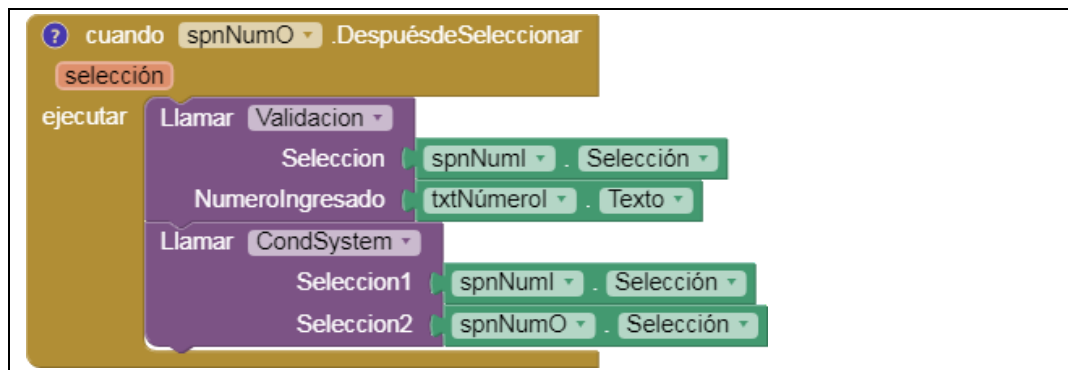 ? cuando spnNumO .DespuésdeSeleccionar
selección
ejecutar Llamar Validacion
Seleccion spnNumI . Selección
NumeroIngresado txtNúmeroI . Texto
Llamar CondSystem
Seleccion1 spnNumI . Selección
Seleccion2 spnNumO . Selección